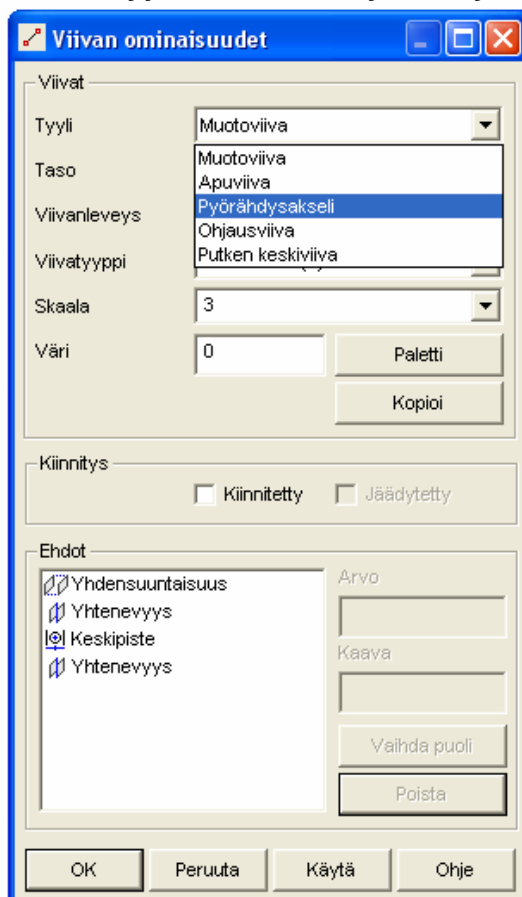 Viivan ominaisuudet
Viivat
Tyyli
Muotoviiva
Muotoviiva
Taso
Apuviiva
Pyörähdysakseli
Viivanleveys
Ohjausviiva
Putken keskiviiva
Viivatyyppi
Skaala
3
Väri
0
Paletti
Kopioi
Kiinnitys
Kiinnitetty
Jäädytetty
Ehdot
Yhdensuuntaisuus
Yhtenevyys
Keskipiste
Yhtenevyys
Arvo
Kaava
Vaihda puoli
Poista
OK
Peruuta
Käytä
Ohje